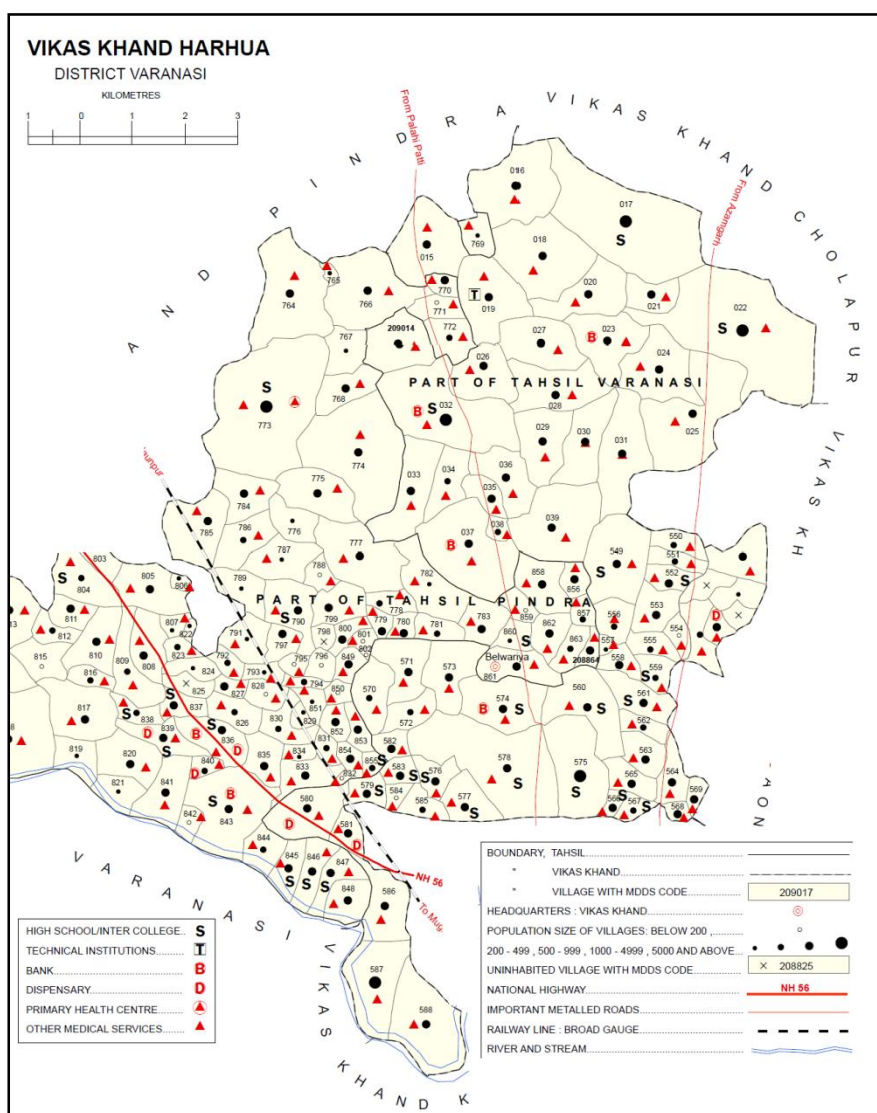 VIKAS KHAND HARHUA
DISTRICT VARANASI
KILOMETRES
1 0 1 2 3
AND PINDRA VIKAS KHAND
CHOLAPUR VIKAS KH
From Palahi Patti
From Azamgarh
016
017
015
769
018
765
764
766
770
771
T
019
020
021
022
S
S
209014
772
027
B
023
767
026
024
PART OF TAHSIL VARANASI
768
028
S
773
B
S
032
025
029
030
031
774
775
033
034
036
035
784
785
786
776
038
039
037
B
777
787
788
549
550
551
552
S
803
S
804
805
806
789
782
858
856
PART OF TAHSIL PINDRA
553
D
554
811
812
807
822
S
790
799
778
779
780
781
783
859
857
556
810
823
791
797
798
800
801
802
860
862
863
557
555
815
816
809
808
824
792
795
796
849
Belwariya
861
208864
558
559
S
825
793
794
571
573
817
S
838
837
827
828
850
851
570
572
B
574
S
560
S
561
S
562
D
839
S
B
S
826
830
829
852
853
819
820
836
D
834
831
854
582
S
578
S
575
S
563
840
D
835
833
832
855
583
S
S
576
565
S
564
821
841
B
S
843
842
580
579
S
584
585
577
S
566
S
567
S
568
569
D
581
D
844
845
846
847
S
S
S
848
586
NH 56
587
588
VARANASI VIKAS KHAND K
HIGH SCHOOL/INTER COLLEGE.. S
TECHNICAL INSTITUTIONS........ T
BANK........ B
DISPENSARY........ D
PRIMARY HEALTH CENTRE
OTHER MEDICAL SERVICES........
BOUNDARY, TAHSIL........
" VIKAS KHAND........
" VILLAGE WITH MDDS CODE........ 209017
HEADQUARTERS : VIKAS KHAND........
POPULATION SIZE OF VILLAGES: BELOW 200 ,
200 - 499 , 500 - 999 , 1000 - 4999 , 5000 AND ABOVE...
UNINHABITED VILLAGE WITH MDDS CODE........ 208825
NATIONAL HIGHWAY........ NH 56
IMPORTANT METALLED ROADS........
RAILWAY LINE : BROAD GAUGE........
RIVER AND STREAM........